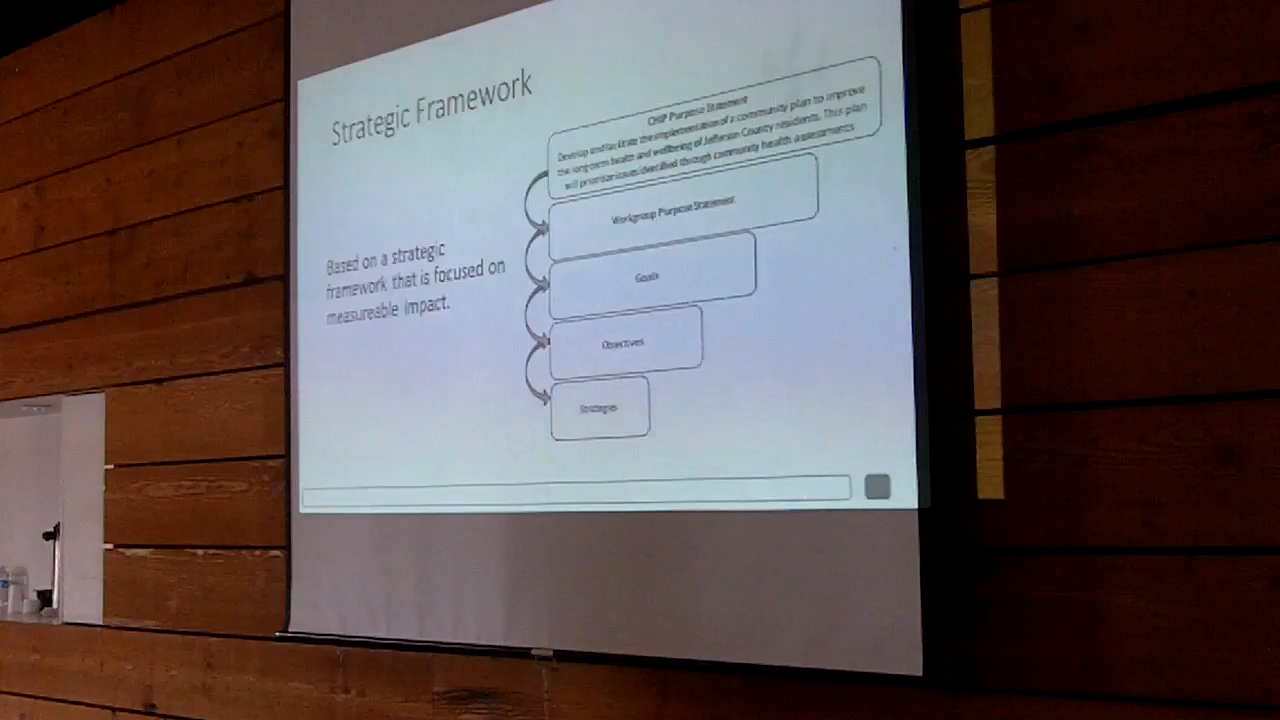 Strategic Framework
Based on a strategic
framework that is focused on
measureable impact.
CHIP Purpose Statement
Develop and facilitate the implementation of a community plan to improve
the long-term health and wellbeing of Jefferson County residents. This plan
will prioritize issues identified through community health assessments
Workgroup Purpose Statement
Goals
Objectives
Strategies